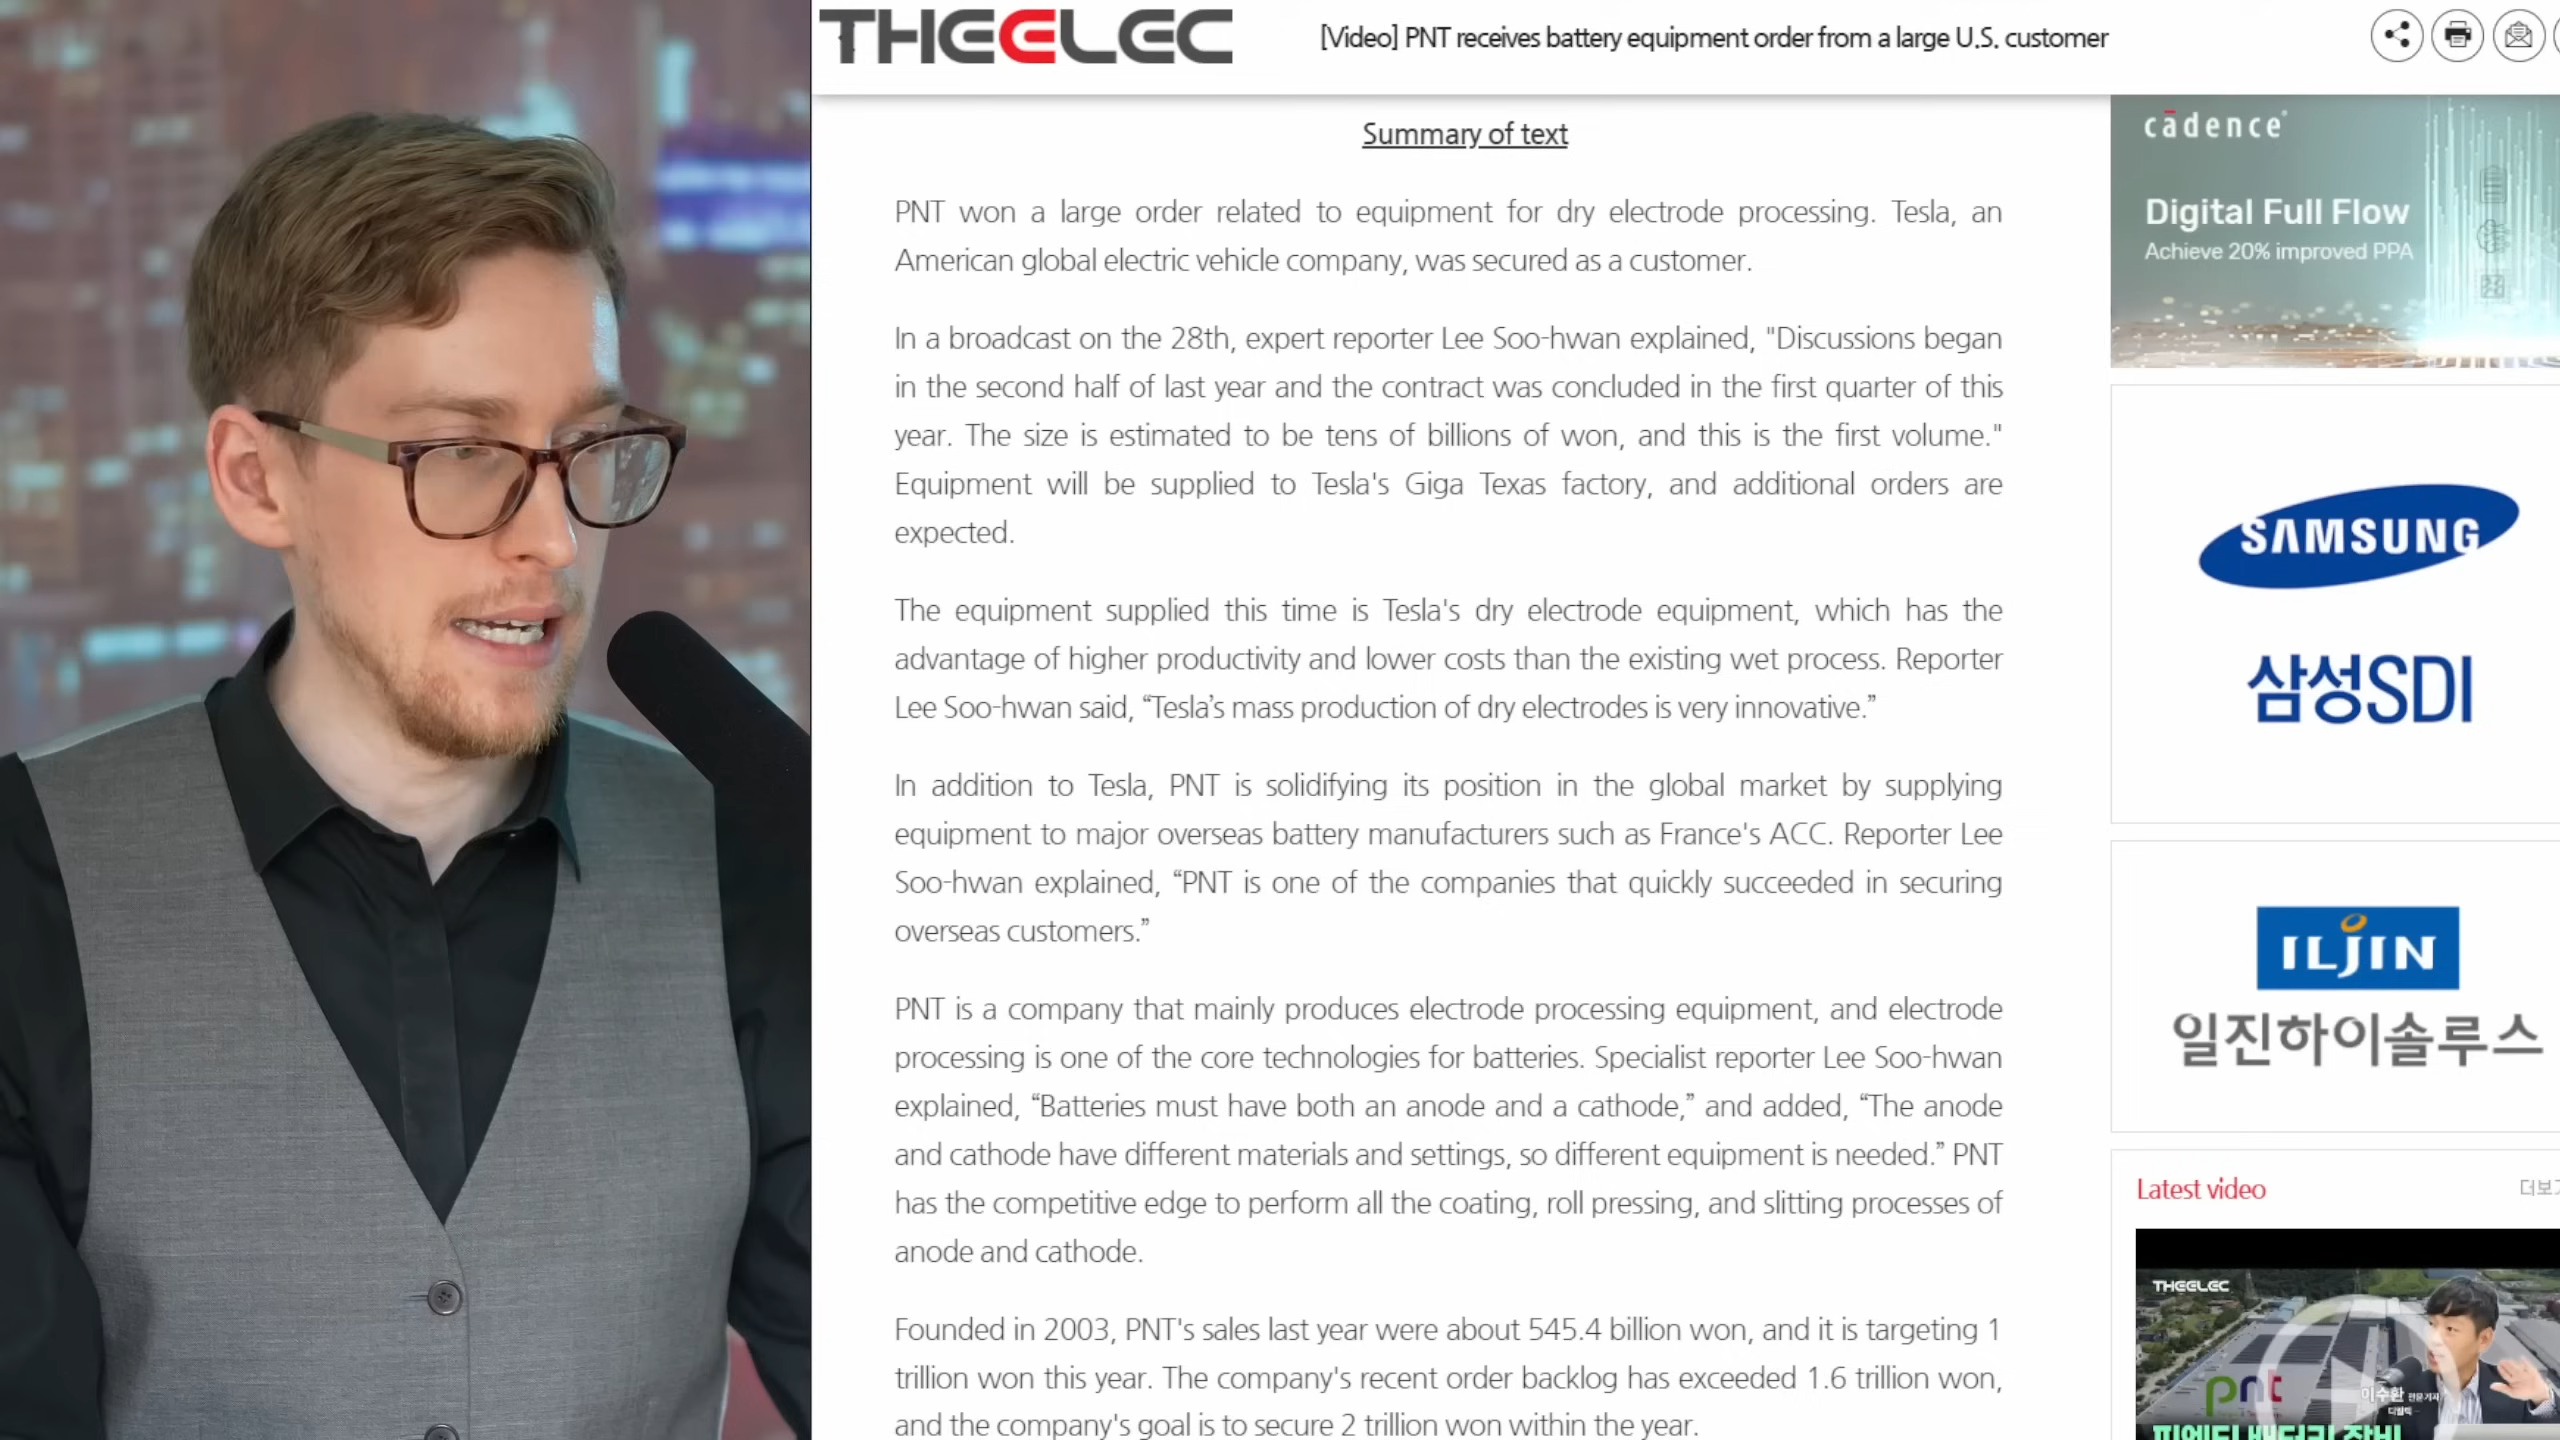 THEELEC
[Video] PNT receives battery equipment order from a large U.S. customer
Summary of text
PNT won a large order related to equipment for dry electrode processing. Tesla, an
American global electric vehicle company, was secured as a customer.
In a broadcast on the 28th, expert reporter Lee Soo-hwan explained, "Discussions began
in the second half of last year and the contract was concluded in the first quarter of this
year. The size is estimated to be tens of billions of won, and this is the first volume."
Equipment will be supplied to Tesla's Giga Texas factory, and additional orders are
expected.
The equipment supplied this time is Tesla's dry electrode equipment, which has the
advantage of higher productivity and lower costs than the existing wet process. Reporter
Lee Soo-hwan said, “Tesla’s mass production of dry electrodes is very innovative.”
In addition to Tesla, PNT is solidifying its position in the global market by supplying
equipment to major overseas battery manufacturers such as France's ACC. Reporter Lee
Soo-hwan explained, “PNT is one of the companies that quickly succeeded in securing
overseas customers.”
PNT is a company that mainly produces electrode processing equipment, and electrode
processing is one of the core technologies for batteries. Specialist reporter Lee Soo-hwan
explained, “Batteries must have both an anode and a cathode,” and added, “The anode
and cathode have different materials and settings, so different equipment is needed.” PNT
has the competitive edge to perform all the coating, roll pressing, and slitting processes of
anode and cathode.
Founded in 2003, PNT's sales last year were about 545.4 billion won, and it is targeting 1
trillion won this year. The company's recent order backlog has exceeded 1.6 trillion won,
and the company's goal is to secure 2 trillion won within the year.
cādence®
Digital Full Flow
Achieve 20% improved PPA
SAMSUNG
삼성SDI
ILJIN
일진하이솔루스
Latest video
더보기
THEELEC
pnt
이수환 전문기자
디일렉